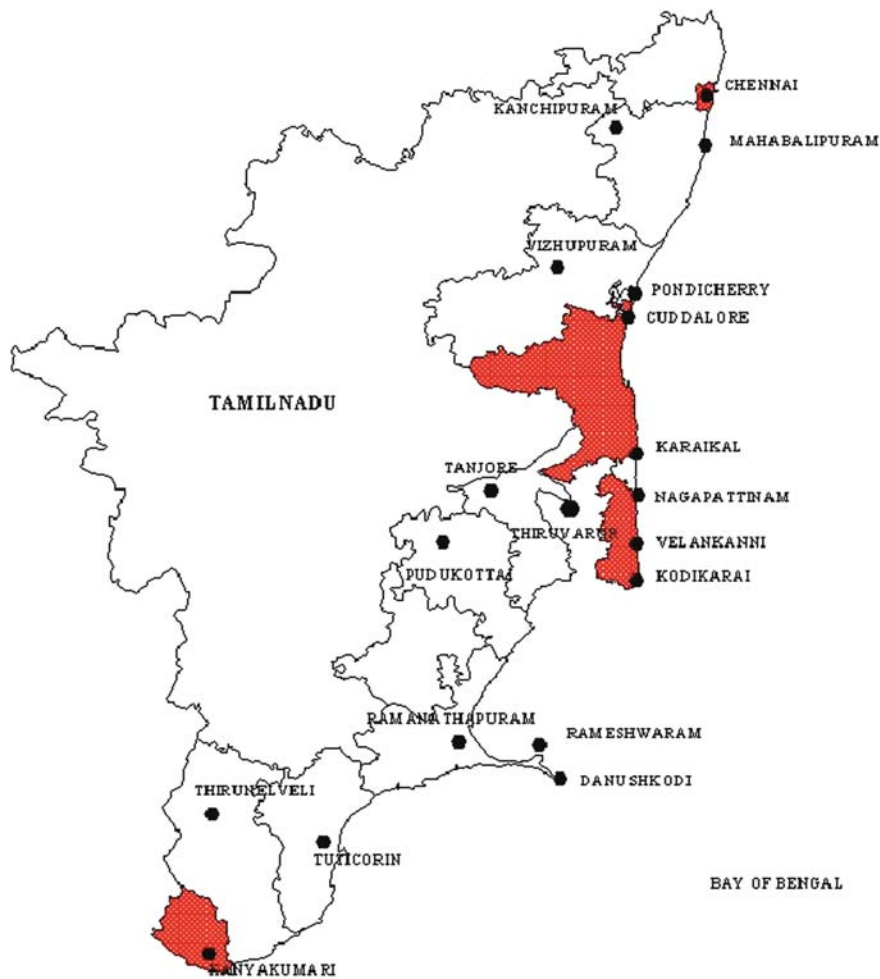 CHENNAI
KANCHIPURAM
MAHABALIPURAM
VIZHUPURAM
PONDICHERRY
CUDDALORE
TAMILNADU
KARAIKAL
TANJORE
NAGAPATTINAM
THIRUVARUR
VELANKANNI
PUDUKOTTAI
KODIKARAI
RAMANATHAPURAM
RAMESHWARAM
DANUSHKODI
THIRUNELVELI
TUTICORIN
BAY OF BENGAL
KANYAKUMARI